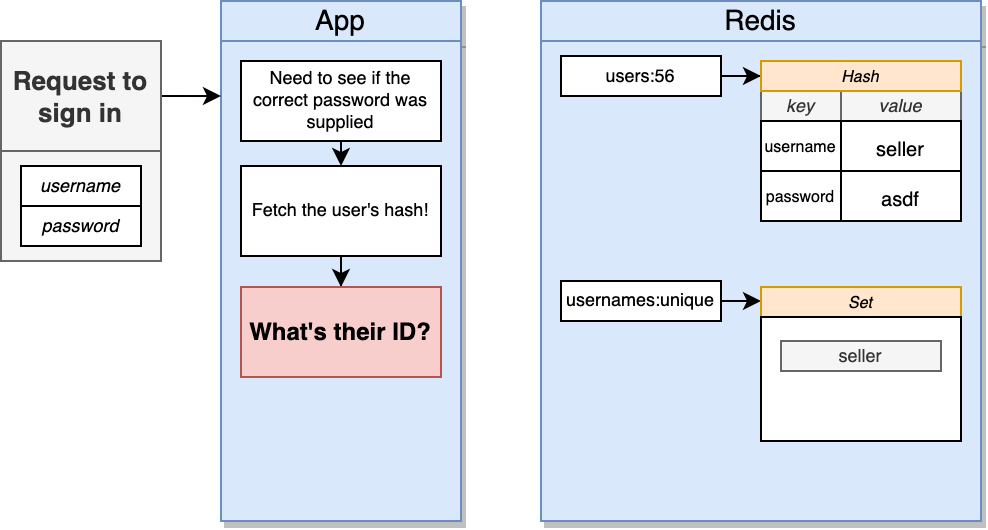 Request to
sign in
username
password
App
Need to see if the
correct password was
supplied
Fetch the user's hash!
What's their ID?
Redis
users:56
Hash
key
value
username
seller
password
asdf
usernames:unique
Set
seller